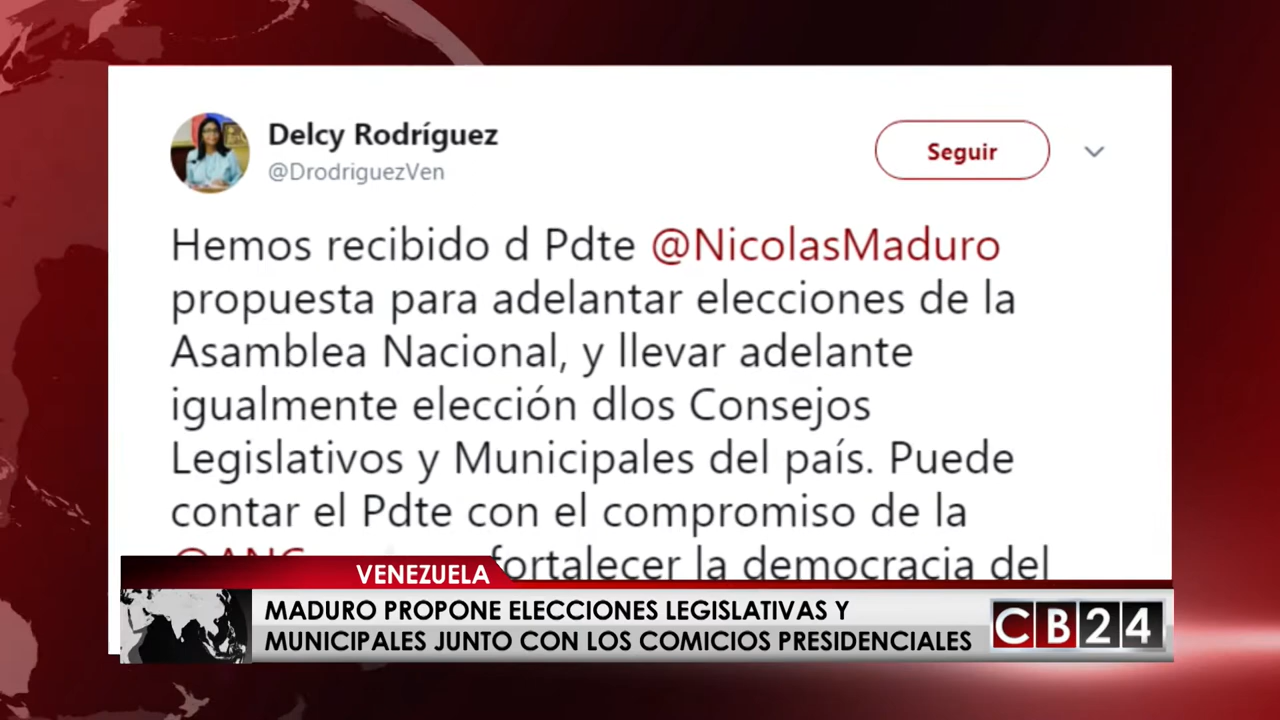 Delcy Rodríguez
@DrodriguezVen
Seguir
Hemos recibido d Pdte @NicolasMaduro
propuesta para adelantar elecciones de la
Asamblea Nacional, y llevar adelante
igualmente elección dlos Consejos
Legislativos y Municipales del país. Puede
contar el Pdte con el compromiso de la
fortalecer la democracia del
VENEZUELA
MADURO PROPONE ELECCIONES LEGISLATIVAS Y
MUNICIPALES JUNTO CON LOS COMICIOS PRESIDENCIALES
CB24